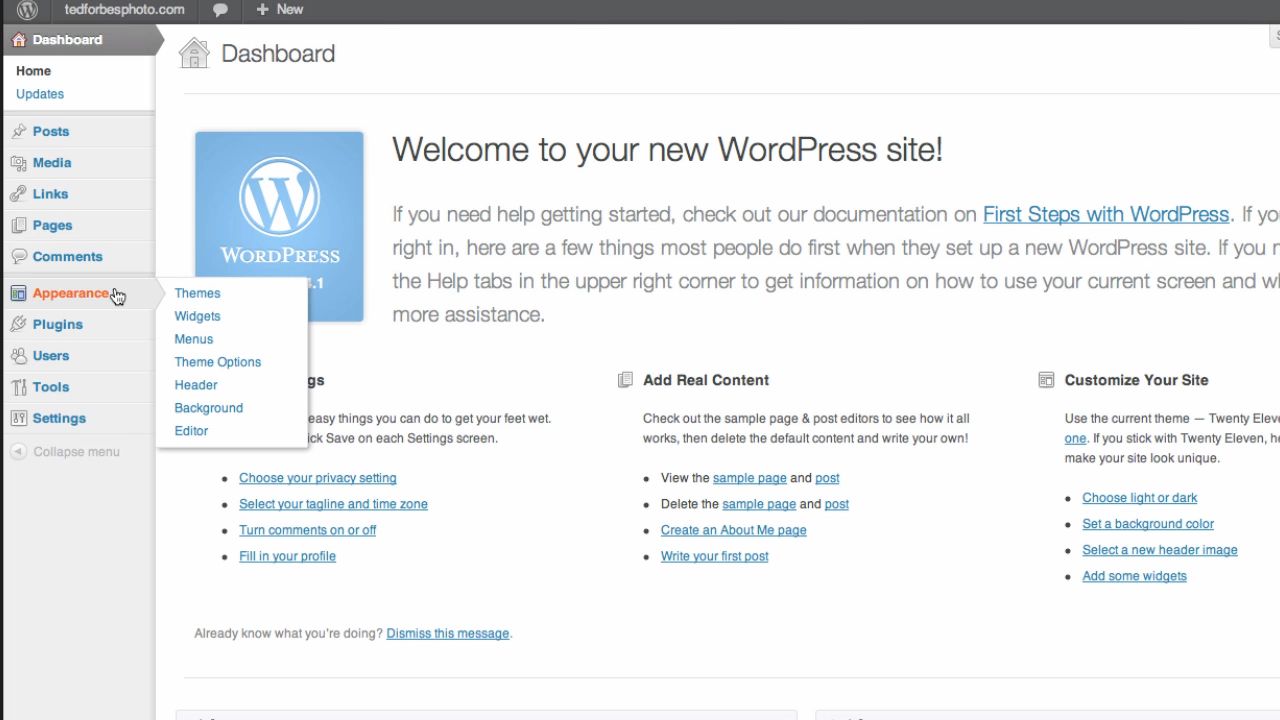 tedforbesphoto.com
New
Dashboard
Home
Updates
Posts
Media
Links
Pages
Comments
Appearance
Plugins
Users
Tools
Settings
Collapse menu
Themes
Widgets
Menus
Theme Options
Header
Background
Editor
Dashboard
WORDPRESS
.1
Welcome to your new WordPress site!
If you need help getting started, check out our documentation on First Steps with WordPress. If you
right in, here are a few things most people do first when they set up a new WordPress site. If you
the Help tabs in the upper right corner to get information on how to use your current screen and
more assistance.
gs
easy things you can do to get your feet wet.
ick Save on each Settings screen.
Choose your privacy setting
Select your tagline and time zone
Turn comments on or off
Fill in your profile
Add Real Content
Check out the sample page & post editors to see how it all
works, then delete the default content and write your own!
View the sample page and post
Delete the sample page and post
Create an About Me page
Write your first post
Customize Your Site
Use the current theme — Twenty Eleve
one. If you stick with Twenty Eleven, he
make your site look unique.
Choose light or dark
Set a background color
Select a new header image
Add some widgets
Already know what you're doing? Dismiss this message.